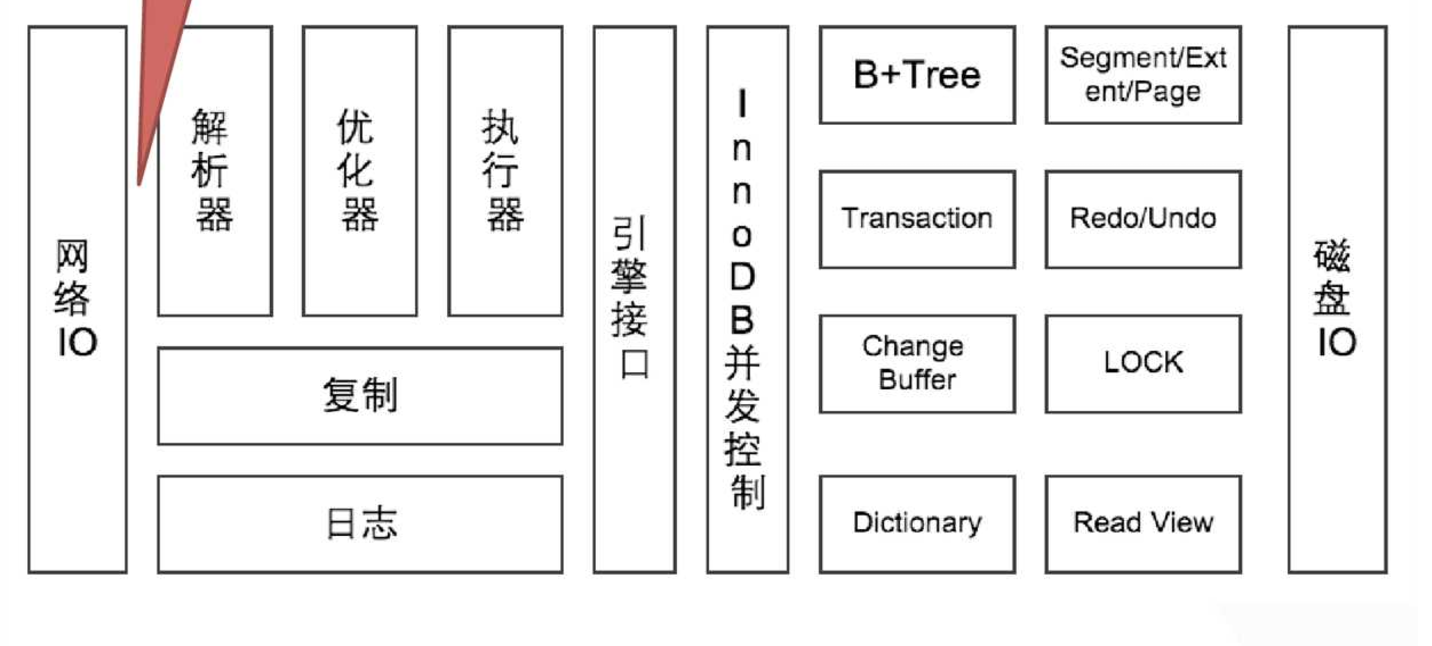 网络IO
解析器
优化器
执行器
复制
日志
引擎接口
InnoDB并发控制
B+Tree
Segment/Ext
ent/Page
Transaction
Redo/Undo
Change
Buffer
LOCK
Dictionary
Read View
磁盘IO